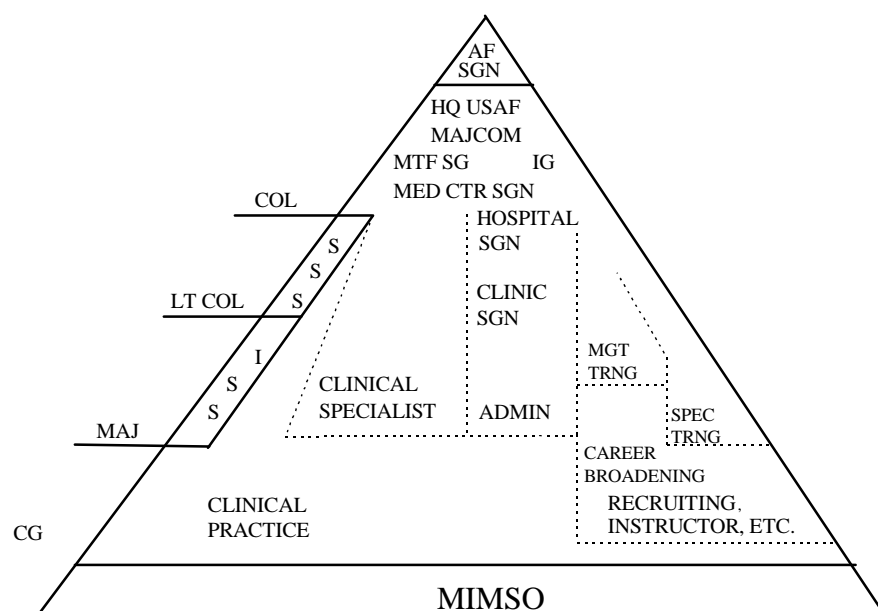 AF
SGN
HQ USAF
MAJCOM
MTF SG IG
MED CTR SGN
COL
HOSPITAL
SGN
S
S
S
LT COL
CLINIC
SGN
I
S
S
MGT
TRNG
CLINICAL
SPECIALIST
ADMIN
SPEC
TRNG
MAJ
CAREER
BROADENING
RECRUITING,
INSTRUCTOR, ETC.
CLINICAL
PRACTICE
CG
MIMSO